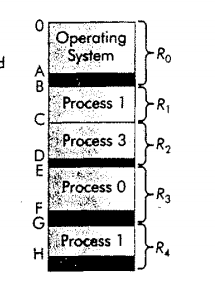 0
Operating
System
R₀
d
A
B
Process 1
R₁
C
Process 3
R₂
D
E
Process 0
R₃
F
G
Process 1
R₄
H